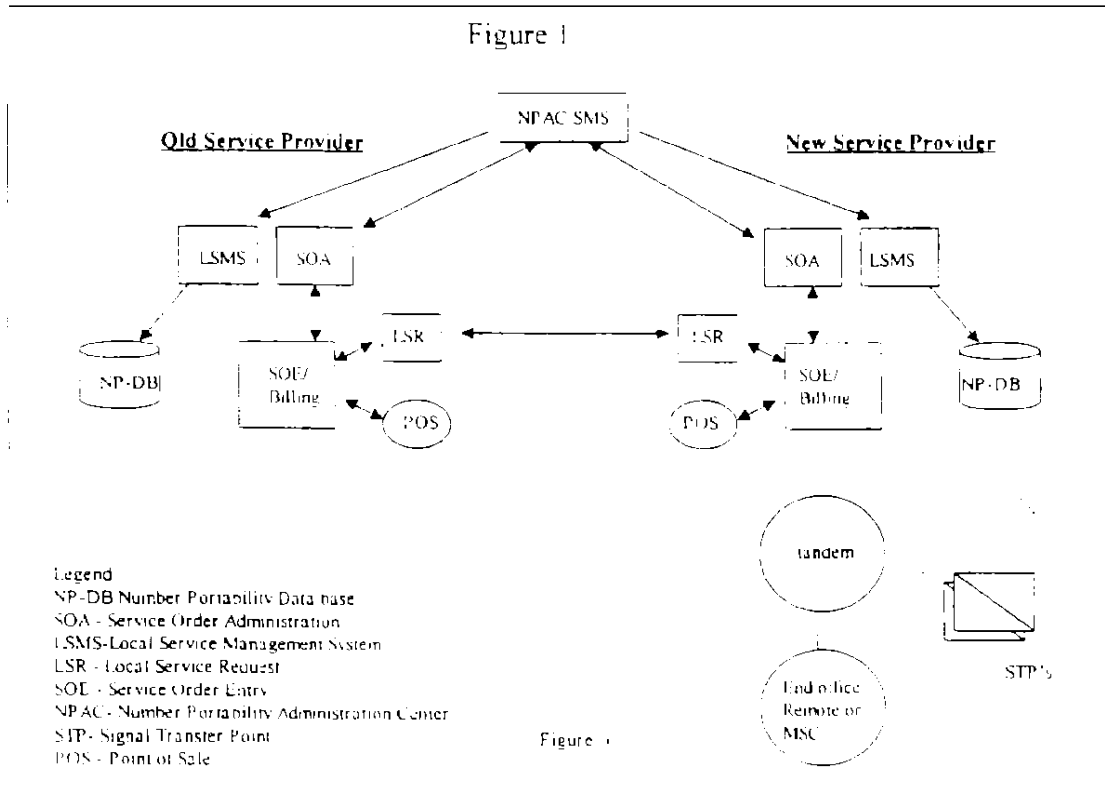 Figure 1
NPAC SMS
Old Service Provider
New Service Provider
LSMS
SOA
SOA
LSMS
LSR
LSR
NP-DB
SOE/
Billing
POS
POS
SOE/
Billing
NP-DB
tandem
Legend
NP-DB Number Portability Data base
SOA - Service Order Administration
LSMS-Local Service Management System
LSR - Local Service Request
SOE - Service Order Entry
NPAC- Number Portability Administration Center
STP- Signal Transfer Point
POS - Point of Sale
STP's
End office
Remote or
MSC
Figure